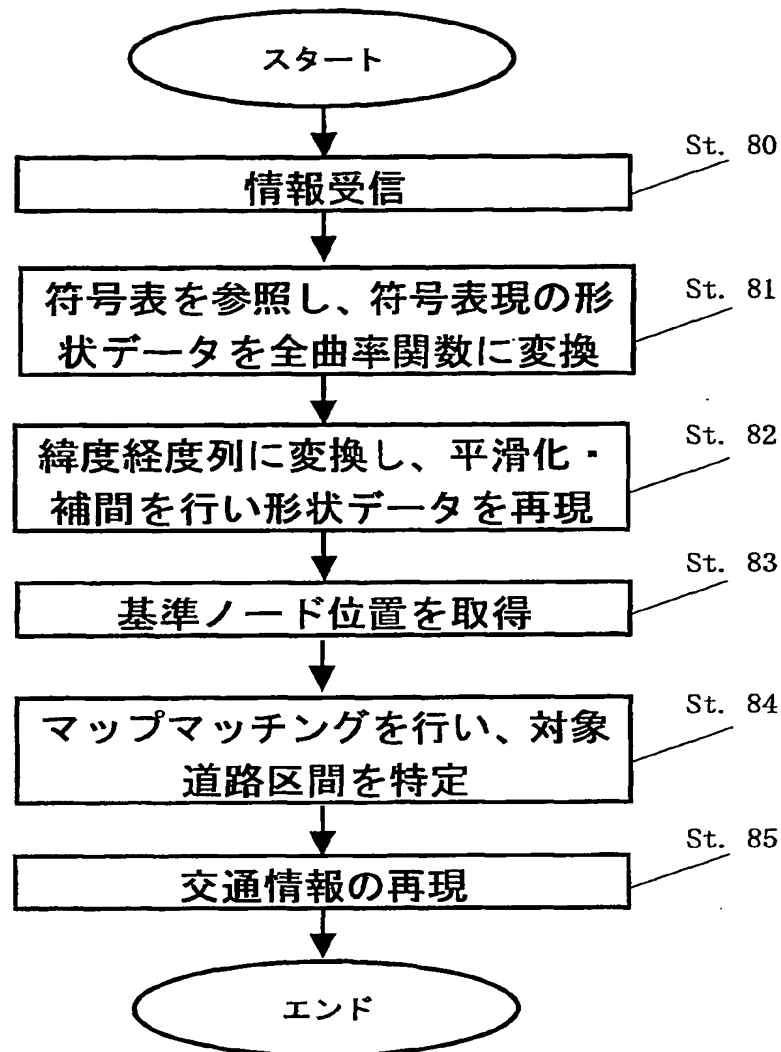 スタート
St. 80
情報受信
St. 81
符号表を参照し、符号表現の形
状データを全曲率関数に変換
St. 82
緯度経度列に変換し、平滑化・
補間を行い形状データを再現
St. 83
基準ノード位置を取得
St. 84
マップマッチングを行い、対象
道路区間を特定
St. 85
交通情報の再現
エンド